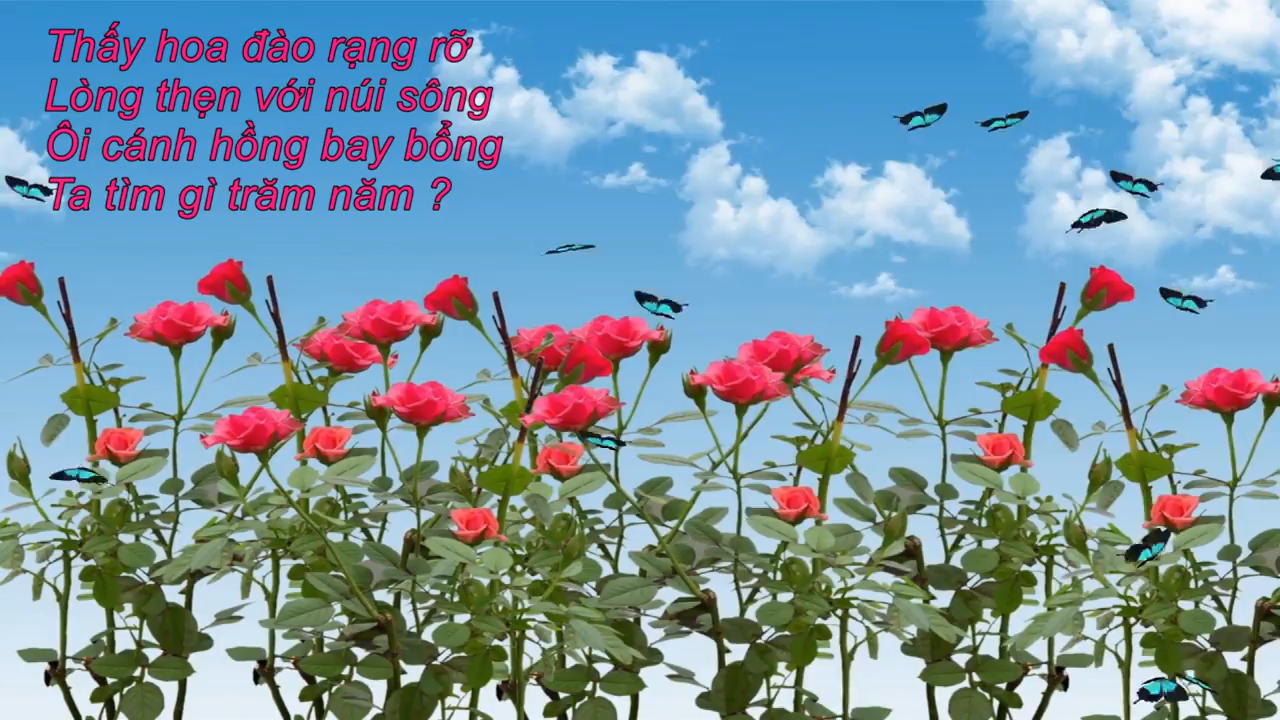 Thấy hoa đào rạng rỡ
Lòng thẹn với núi sông
Ôi cánh hồng bay bổng
Ta tìm gì trăm năm ?